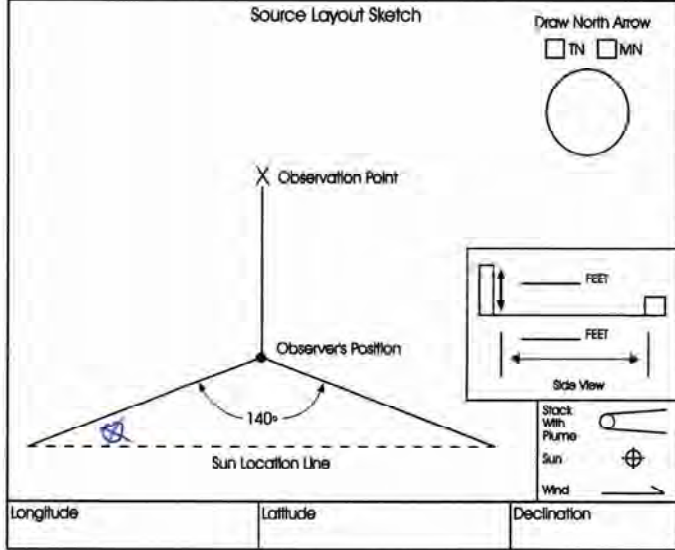 Source Layout Sketch
Draw North Arrow
TN MN
X Observation Point
FEET
Observer's Position
FEET
140°
Side View
Stack
With
Plume
Sun Location Line
Sun
Wind
Longitude
Latitude
Declination